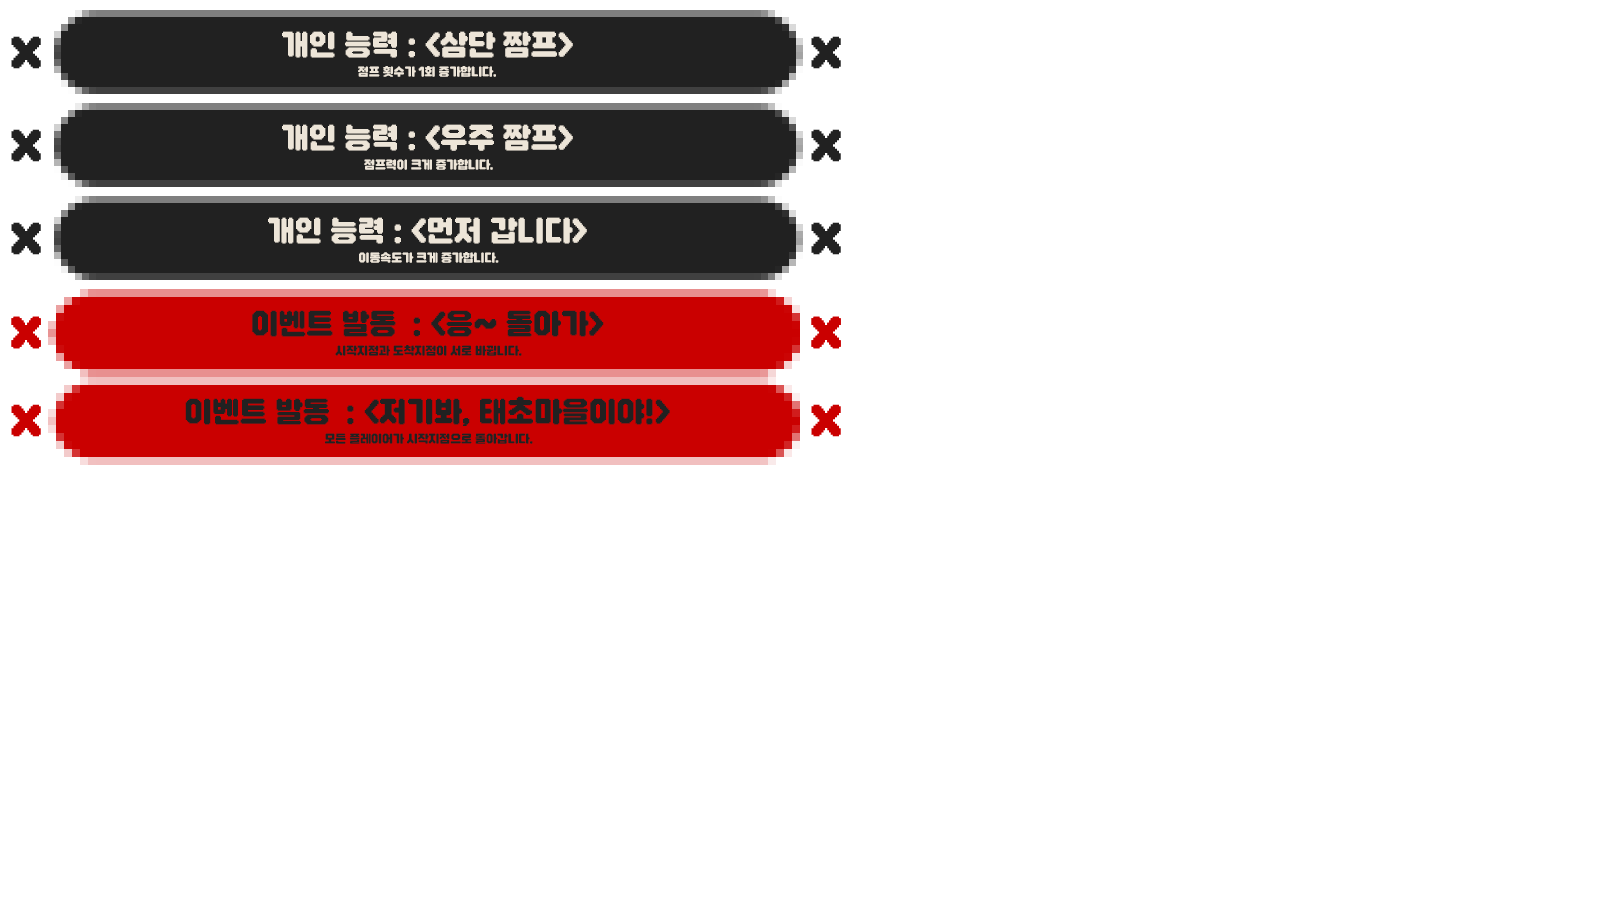 개인 능력 : <삼단 짬프>
점프 횟수가 1회 증가합니다.
개인 능력 : <우주 짬프>
점프력이 크게 증가합니다.
개인 능력 : <먼저 갑니다>
이동속도가 크게 증가합니다.
이벤트 발동 : <응~ 돌아가>
시작지점과 도착지점이 서로 바뀝니다.
이벤트 발동 : <저기봐, 태초마을이야!>
모든 플레이어가 시작지점으로 돌아갑니다.